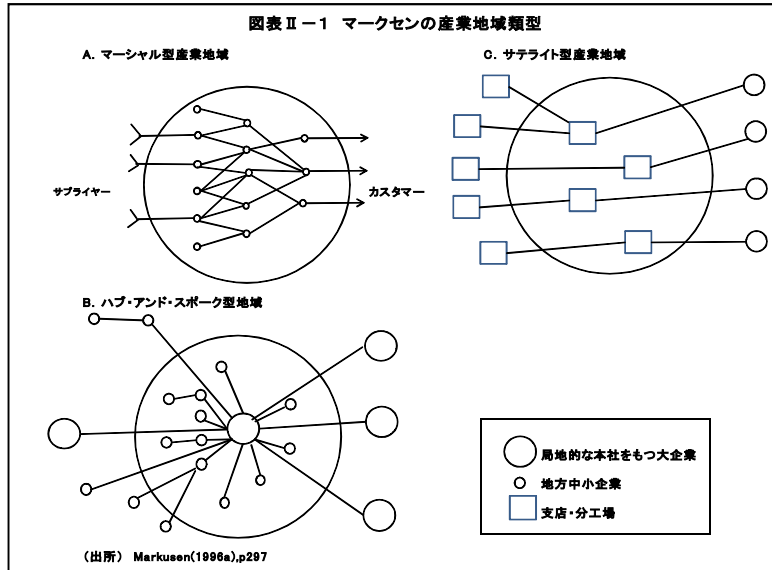 図表Ⅱ－1 マークセンの産業地域類型
A．マーシャル型産業地域
サプライヤー
カスタマー
B．ハブ・アンド・スポーク型地域
C．サテライト型産業地域
局地的な本社をもつ大企業
地方中小企業
支店・分工場
（出所） Markusen(1996a),p297